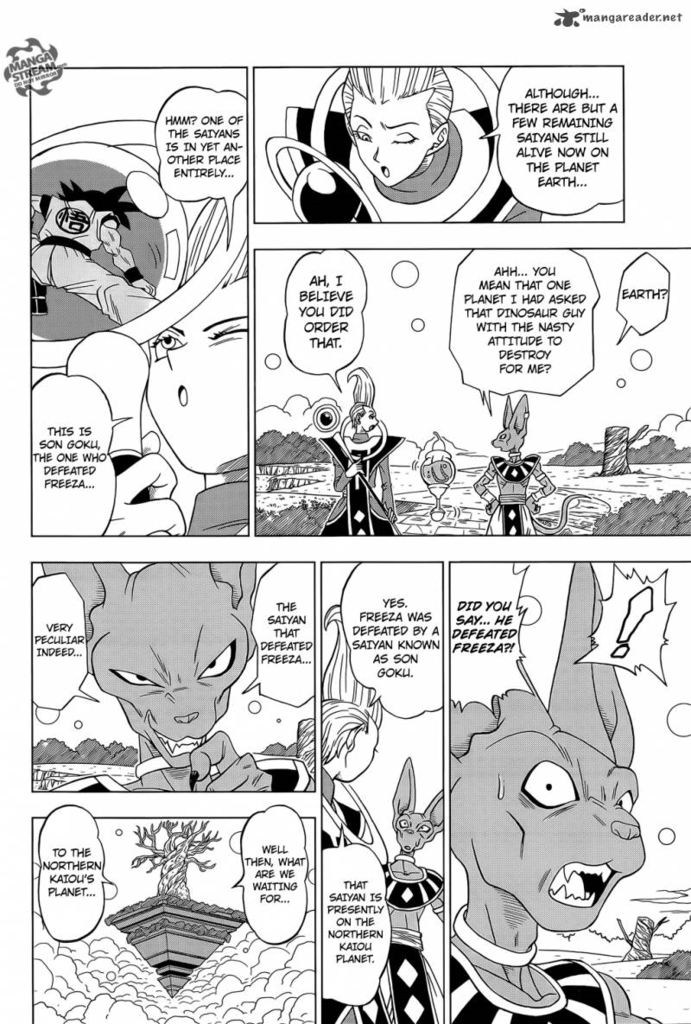 mangareader.net
MANGA
STREAM
DO NOT MIRROR
ALTHOUGH...
THERE ARE BUT A
FEW REMAINING
SAIYANS STILL
ALIVE NOW ON
THE PLANET
EARTH...
HMM? ONE OF
THE SAIYANS
IS IN YET AN-
OTHER PLACE
ENTIRELY...
悟
THIS IS
SON GOKU,
THE ONE WHO
DEFEATED
FREEZA...
EARTH?
AHH... YOU
MEAN THAT ONE
PLANET I HAD ASKED
THAT DINOSAUR GUY
WITH THE NASTY
ATTITUDE TO
DESTROY
FOR ME?
AH, I
BELIEVE
YOU DID
ORDER
THAT.
!
DID YOU
SAY... HE
DEFEATED
FREEZA?!
YES.
FREEZA WAS
DEFEATED BY A
SAIYAN KNOWN
AS SON
GOKU.
THAT
SAIYAN IS
PRESENTLY
ON THE
NORTHERN
KAIOU
PLANET.
THE
SAIYAN
THAT
DEFEATED
FREEZA...
VERY
PECULIAR
INDEED...
WELL
THEN, WHAT
ARE WE
WAITING
FOR...
TO THE
NORTHERN
KAIOU'S
PLANET...